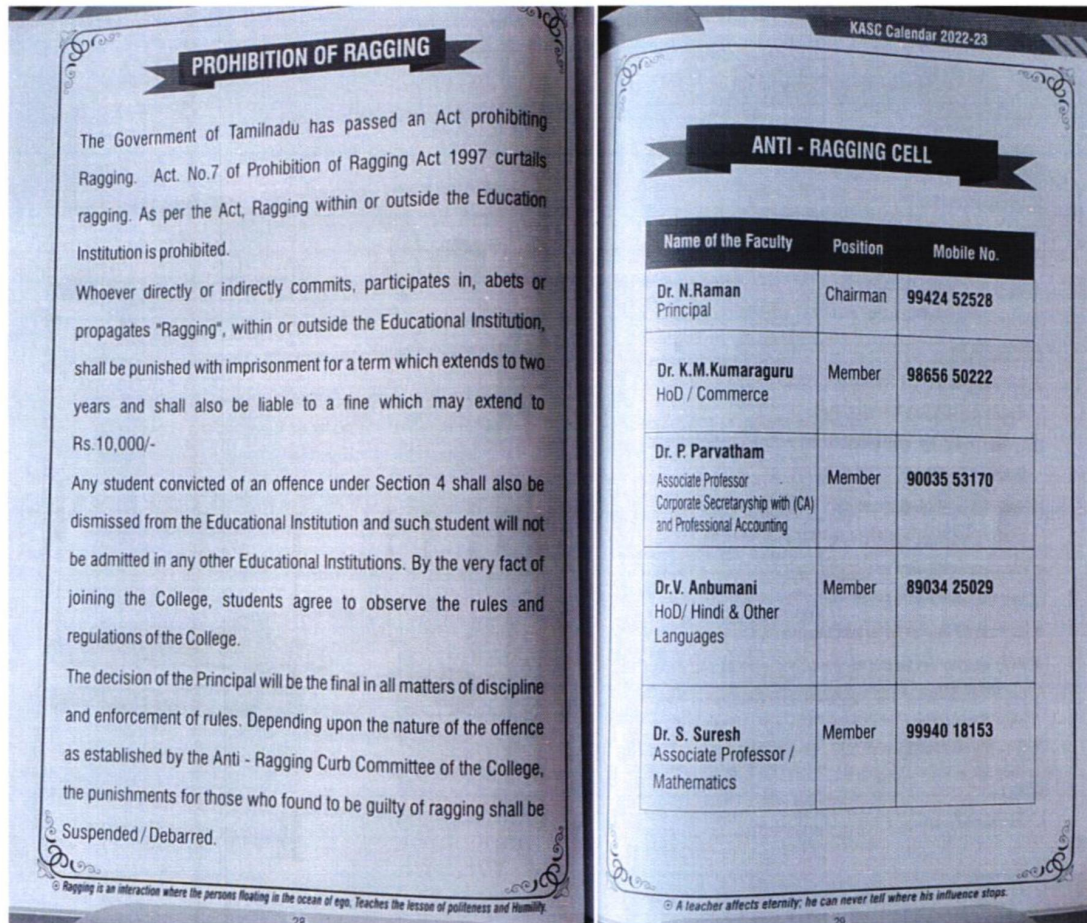 PROHIBITION OF RAGGING
The Government of Tamilnadu has passed an Act prohibiting
Ragging. Act. No.7 of Prohibition of Ragging Act 1997 curtails
ragging. As per the Act, Ragging within or outside the Education
Institution is prohibited.
Whoever directly or indirectly commits, participates in, abets or
propagates "Ragging", within or outside the Educational Institution,
shall be punished with imprisonment for a term which extends to two
years and shall also be liable to a fine which may extend to
Rs.10,000/-
Any student convicted of an offence under Section 4 shall also be
dismissed from the Educational Institution and such student will not
be admitted in any other Educational Institutions. By the very fact of
joining the College, students agree to observe the rules and
regulations of the College.
The decision of the Principal will be the final in all matters of discipline
and enforcement of rules. Depending upon the nature of the offence
as established by the Anti - Ragging Curb Committee of the College,
the punishments for those who found to be guilty of ragging shall be
Suspended / Debarred.
⊙ Ragging is an interaction where the persons floating in the ocean of ego, Teaches the lesson of politeness and Humility.
28
KASC Calendar 2022-23
ANTI - RAGGING CELL
Name of the Faculty Position Mobile No.
Dr. N.Raman Chairman 99424 52528
Principal
Dr. K.M.Kumaraguru Member 98656 50222
HoD / Commerce
Dr. P. Parvatham
Associate Professor Member 90035 53170
Corporate Secretaryship with (CA)
and Professional Accounting
Dr.V. Anbumani Member 89034 25029
HoD/ Hindi & Other
Languages
Dr. S. Suresh Member 99940 18153
Associate Professor /
Mathematics
⊙ A teacher affects eternity; he can never tell where his influence stops.
29